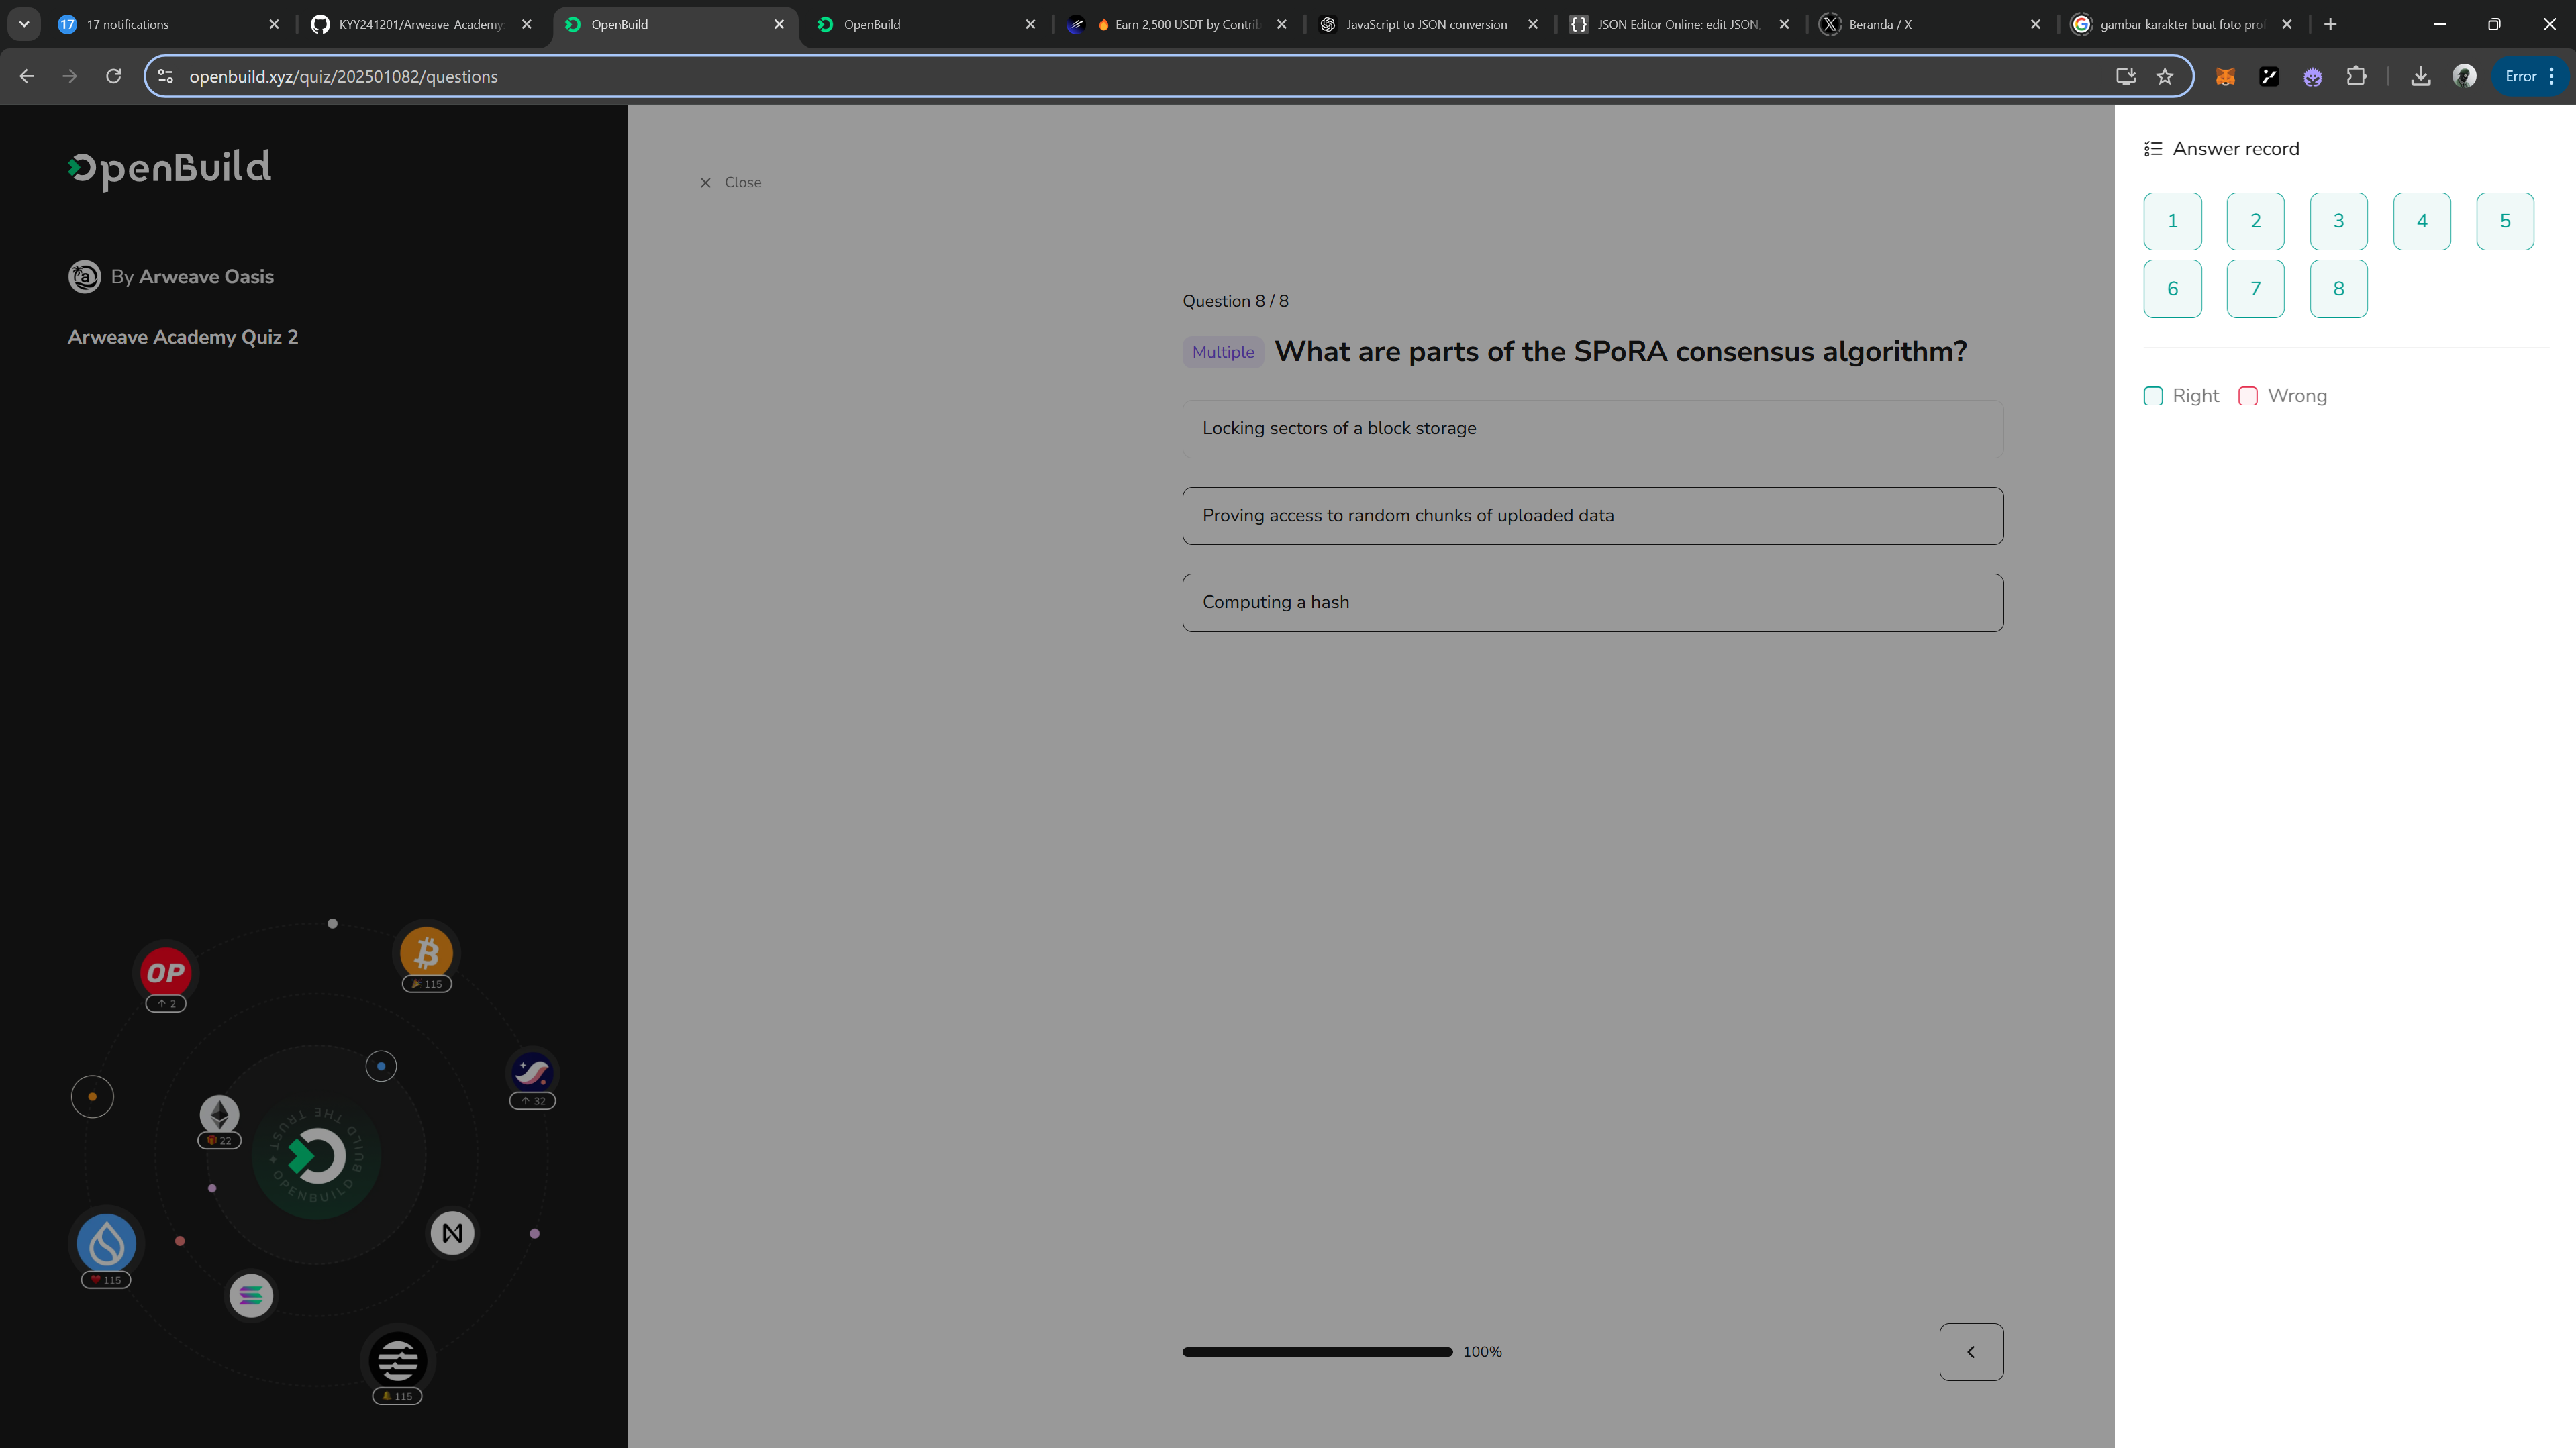 17 notifications
KYY241201/Arweave-Academy
OpenBuild
OpenBuild
Earn 2,500 USDT by Contrib
JavaScript to JSON conversion
JSON Editor Online: edit JSON,
Beranda / X
gambar karakter buat foto pro
openbuild.xyz/quiz/202501082/questions
Error
OpenBuild
By Arweave Oasis
Arweave Academy Quiz 2
Close
Question 8 / 8
Multiple What are parts of the SPoRA consensus algorithm?
Locking sectors of a block storage
Proving access to random chunks of uploaded data
Computing a hash
100%
Answer record
1 2 3 4 5
6 7 8
Right Wrong
OP
2
115
32
22
BUILD THE TRUST
OPENBUILD
115
115